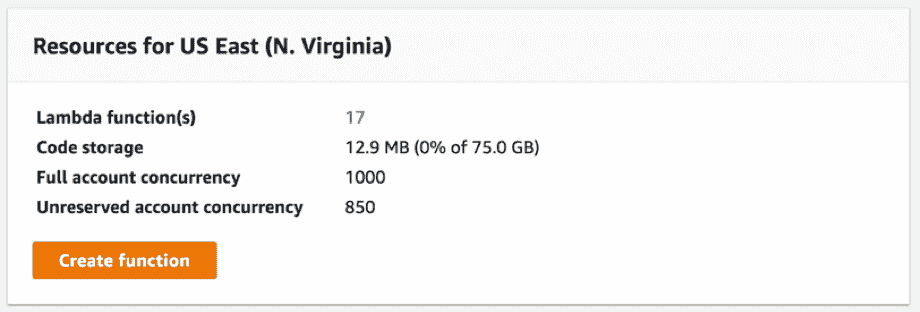 Resources for US East (N. Virginia)
Lambda function(s) 17
Code storage 12.9 MB (0% of 75.0 GB)
Full account concurrency 1000
Unreserved account concurrency 850
Create function